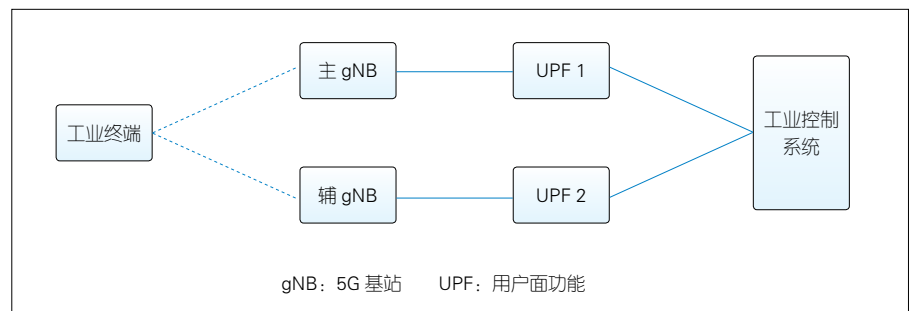 主 gNB
UPF 1
工业终端
工业控制
系统
辅 gNB
UPF 2
gNB：5G 基站 UPF：用户面功能